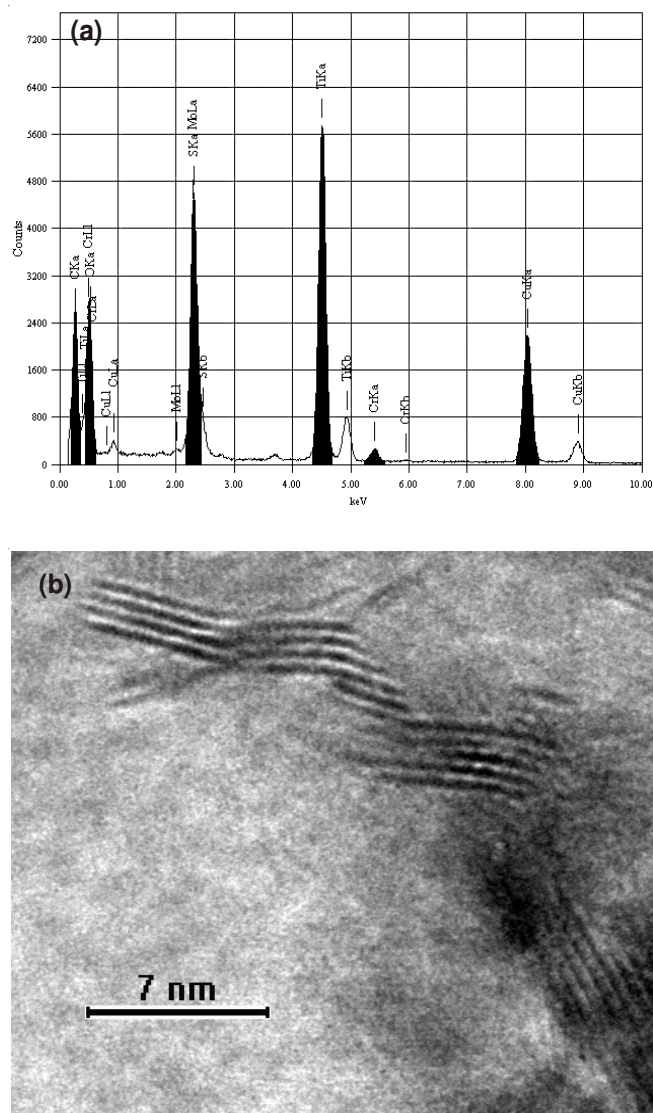 (a)
7200
6400
5600
4800
4000
3200
2400
1600
800
0
Counts
CKa
TiLl
TiLa
OKa CrLl
CrLa
CuLl
CuLa
MoLl
SKa MoLa
SKb
TiKa
TiKb
CrKa
CrKb
CuKa
CuKb
0.00 1.00 2.00 3.00 4.00 5.00 6.00 7.00 8.00 9.00 10.00
keV
(b)
7 nm